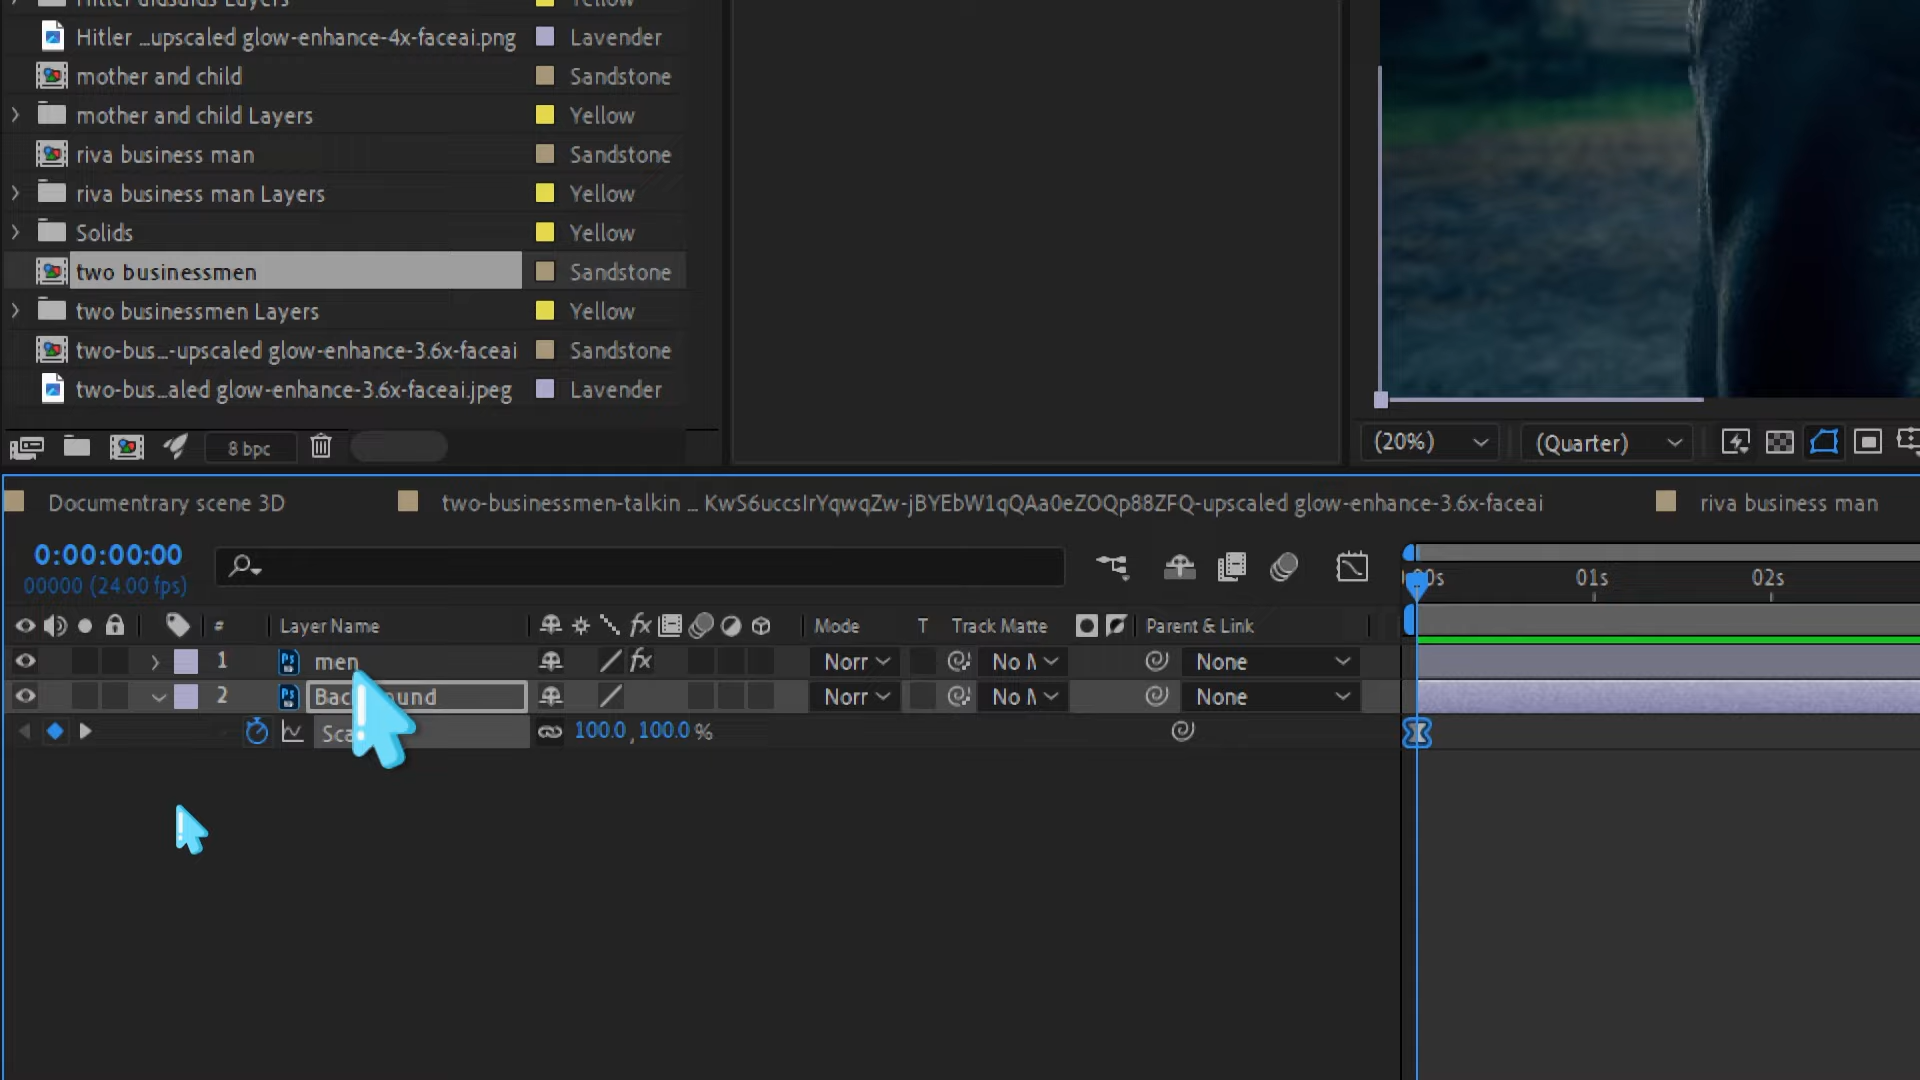 Hitler ...upscaled glow-enhance-4x-faceai.png Lavender
mother and child Sandstone
mother and child Layers Yellow
riva business man Sandstone
riva business man Layers Yellow
Solids Yellow
two businessmen Sandstone
two businessmen Layers Yellow
two-bus...-upscaled glow-enhance-3.6x-faceai Sandstone
two-bus...aled glow-enhance-3.6x-faceai.jpeg Lavender
8 bpc (20%) (Quarter)
Documentrary scene 3D two-businessmen-talkin ... KwS6uccsIrYqwqZw-jBYEbW1qQAa0eZOQp88ZFQ-upscaled glow-enhance-3.6x-faceai riva business man
0:00:00:00
00000 (24.00 fps) 01s 02s
# Layer Name fx Mode T Track Matte Parent & Link
1 Ps men fx Norr No M None
2 Ps Norr No M None
100.0, 100.0 %